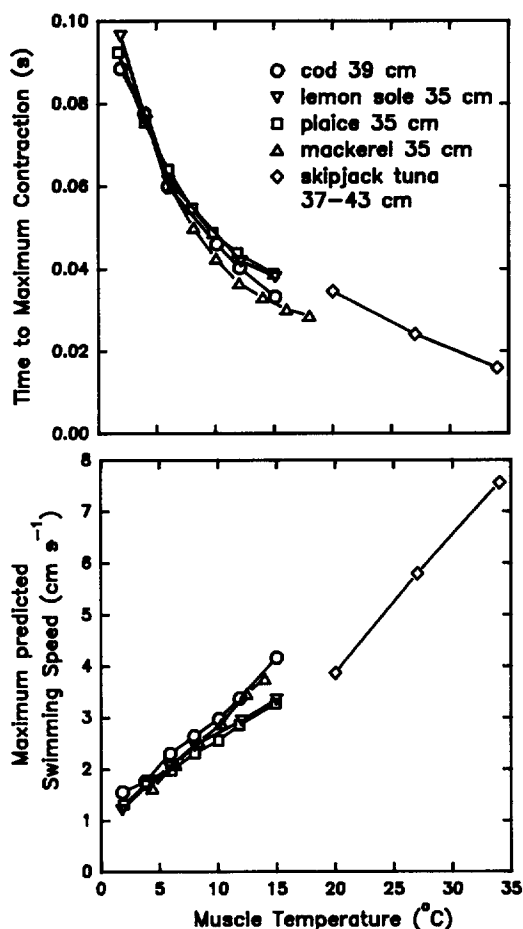 0.10
0.08
0.06
0.04
0.02
0.00
Time to Maximum Contraction (s)
cod 39 cm
lemon sole 35 cm
plaice 35 cm
mackerel 35 cm
skipjack tuna
37–43 cm
8
7
6
5
4
3
2
1
0
Maximum predicted
Swimming Speed (cm s⁻¹)
0 5 10 15 20 25 30 35
Muscle Temperature (°C)